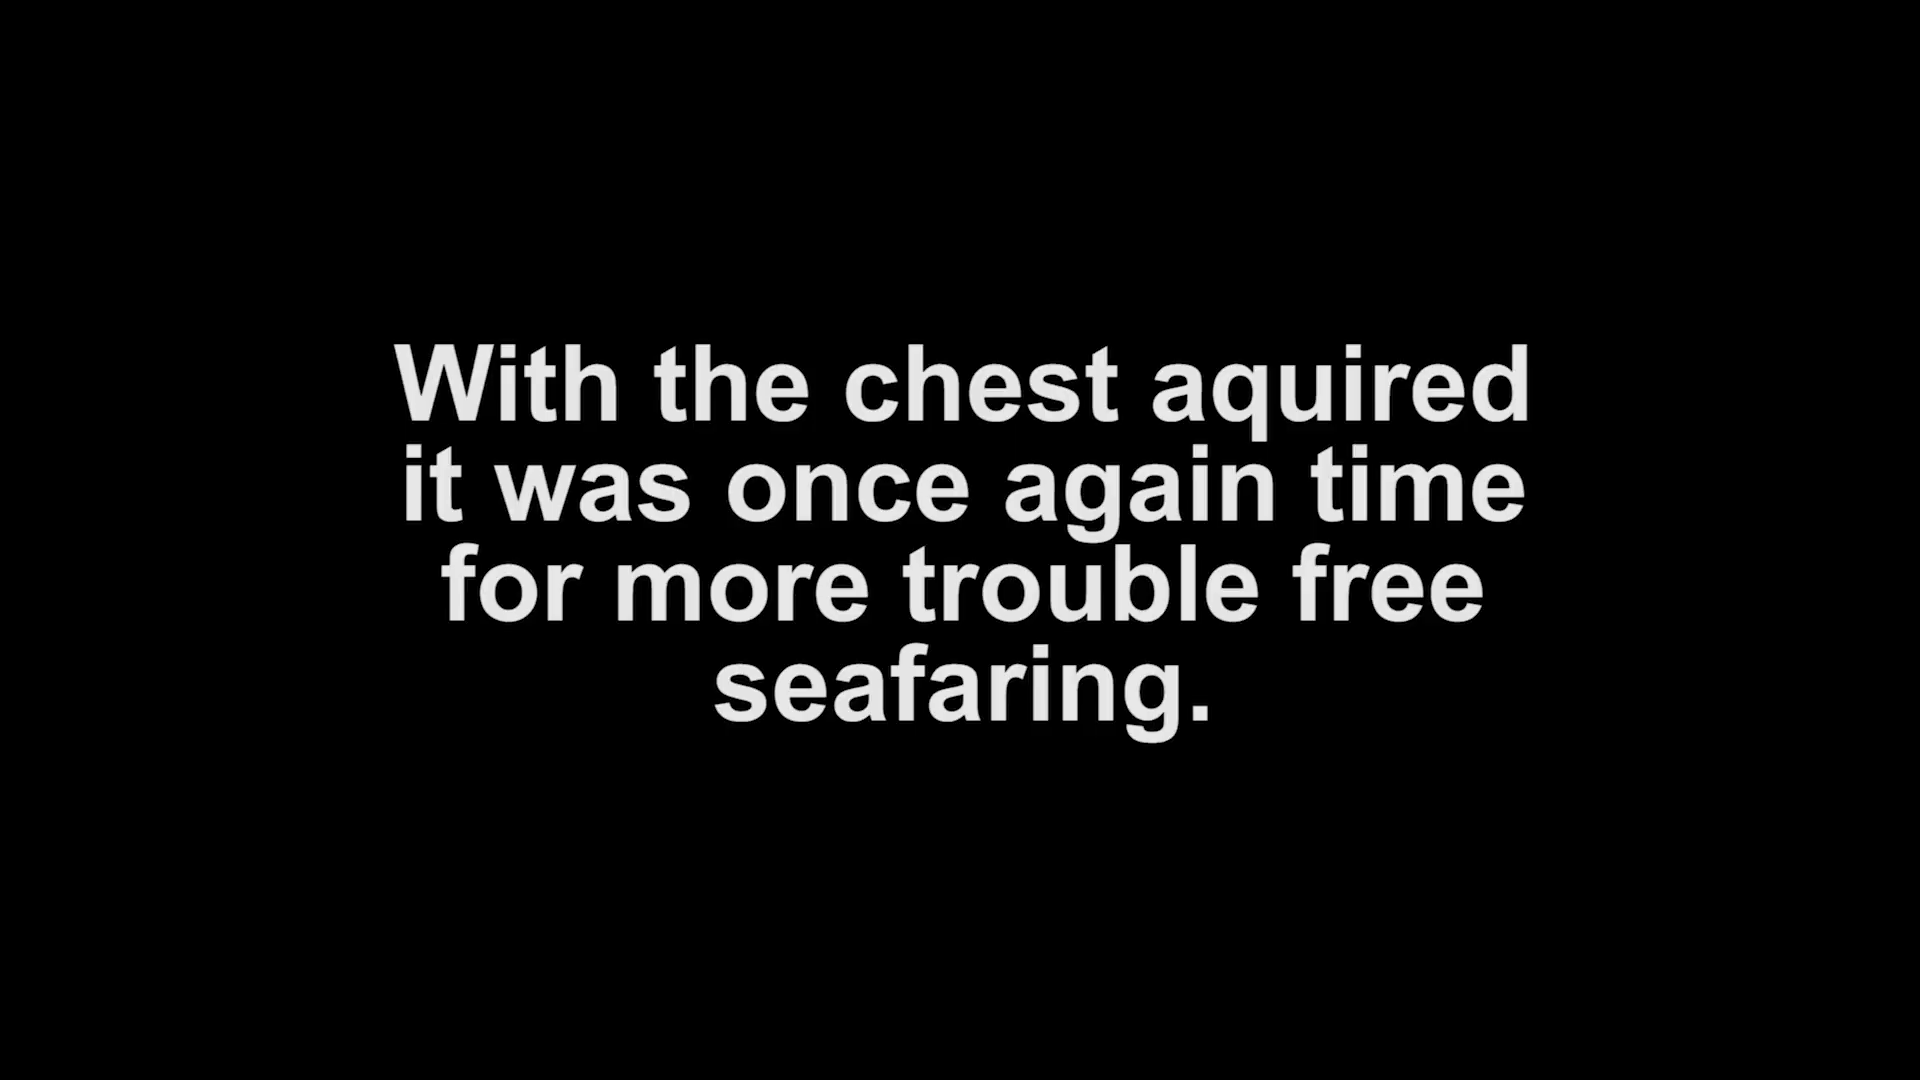 With the chest aquired
it was once again time
for more trouble free
seafaring.